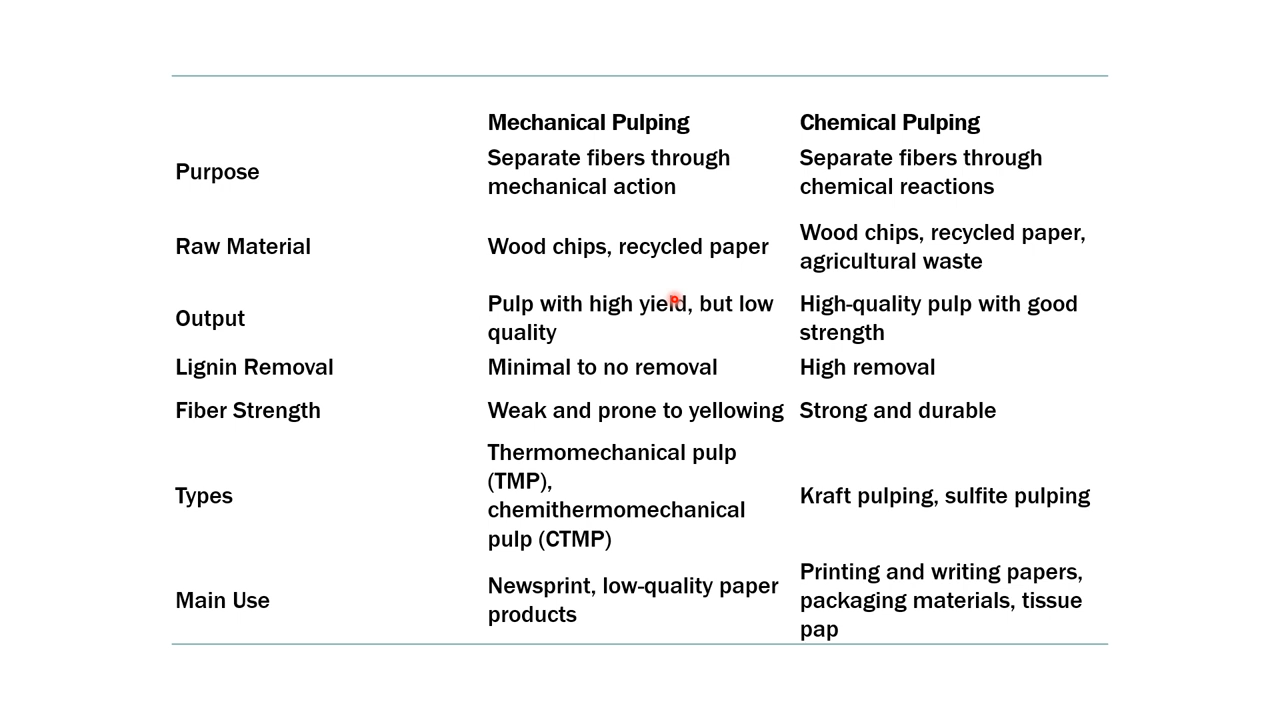 Mechanical Pulping Chemical Pulping
Purpose
Separate fibers through
mechanical action
Separate fibers through
chemical reactions
Raw Material
Wood chips, recycled paper
Wood chips, recycled paper,
agricultural waste
Output
Pulp with high yield, but low
quality
High-quality pulp with good
strength
Lignin Removal
Minimal to no removal
High removal
Fiber Strength
Weak and prone to yellowing
Strong and durable
Types
Thermomechanical pulp
(TMP),
chemithermomechanical
pulp (CTMP)
Kraft pulping, sulfite pulping
Main Use
Newsprint, low-quality paper
products
Printing and writing papers,
packaging materials, tissue
pap